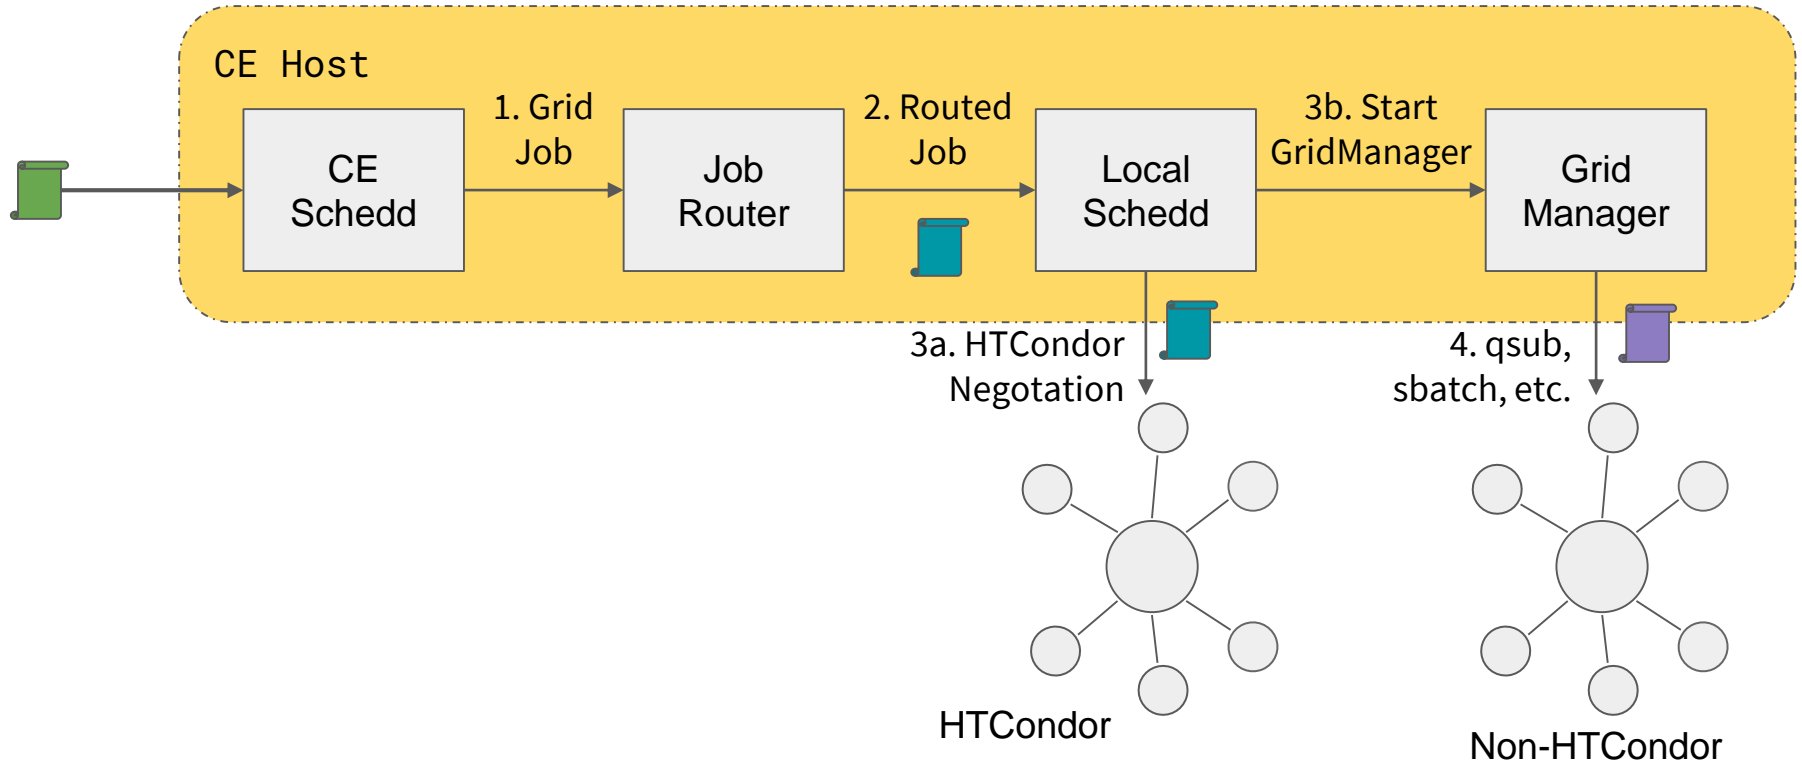 CE Host
CE
Schedd
1. Grid
Job
Job
Router
2. Routed
Job
Local
Schedd
3b. Start
GridManager
Grid
Manager
3a. HTCondor
Negotation
4. qsub,
sbatch, etc.
HTCondor
Non-HTCondor